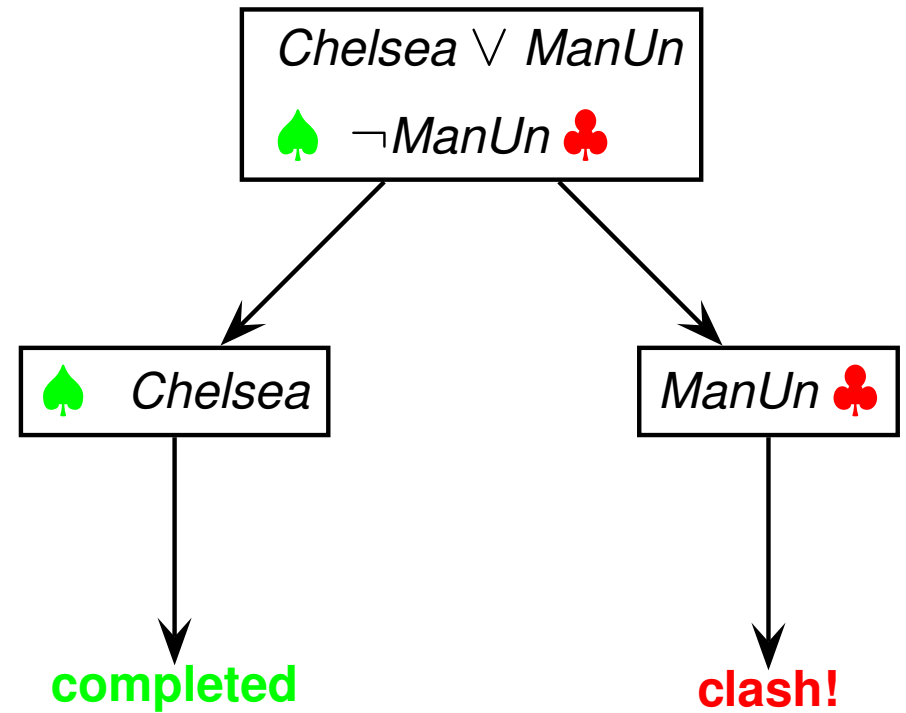 Chelsea ∨ ManUn
♠ ¬ManUn ♣
♠ Chelsea
ManUn ♣
completed
clash!